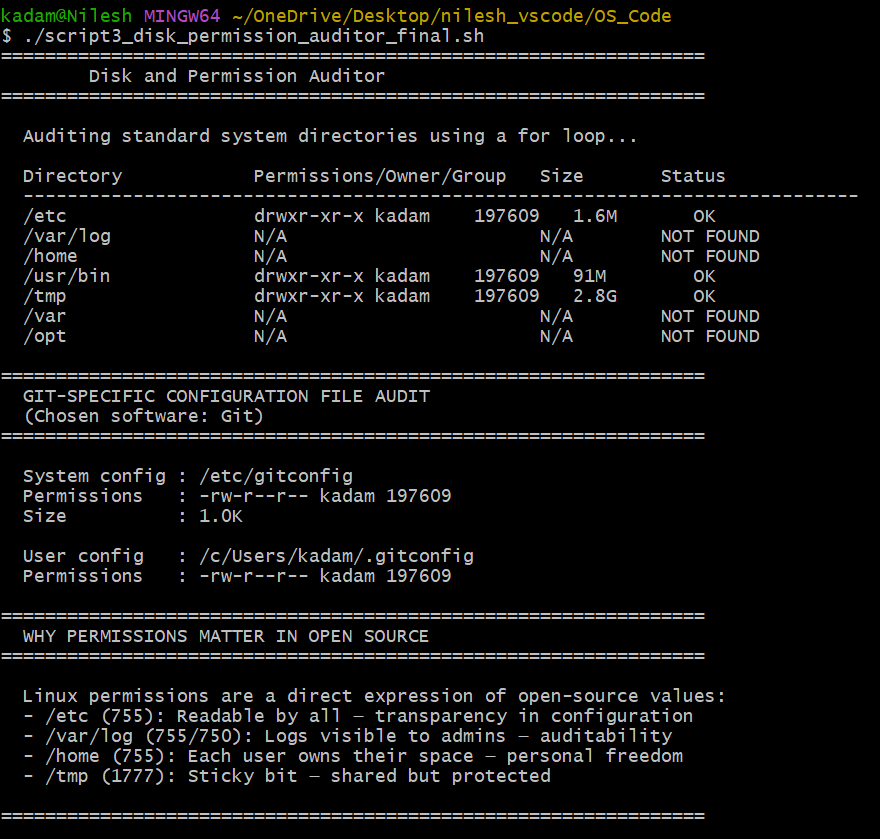 kadam@Nilesh MINGW64 ~/OneDrive/Desktop/nilesh_vscode/OS_Code
$ ./script3_disk_permission_auditor_final.sh
================================================================
        Disk and Permission Auditor
================================================================

  Auditing standard system directories using a for loop...

  Directory            Permissions/Owner/Group   Size       Status
  ----------------------------------------------------------------------------
  /etc                 drwxr-xr-x kadam    197609   1.6M       OK
  /var/log             N/A                       N/A        NOT FOUND
  /home                N/A                       N/A        NOT FOUND
  /usr/bin             drwxr-xr-x kadam    197609   91M        OK
  /tmp                 drwxr-xr-x kadam    197609   2.8G       OK
  /var                 N/A                       N/A        NOT FOUND
  /opt                 N/A                       N/A        NOT FOUND

================================================================
  GIT-SPECIFIC CONFIGURATION FILE AUDIT
  (Chosen software: Git)
================================================================

  System config : /etc/gitconfig
  Permissions   : -rw-r--r-- kadam 197609
  Size          : 1.0K

  User config   : /c/Users/kadam/.gitconfig
  Permissions   : -rw-r--r-- kadam 197609

================================================================
  WHY PERMISSIONS MATTER IN OPEN SOURCE
================================================================

  Linux permissions are a direct expression of open-source values:
  - /etc (755): Readable by all — transparency in configuration
  - /var/log (755/750): Logs visible to admins — auditability
  - /home (755): Each user owns their space — personal freedom
  - /tmp (1777): Sticky bit — shared but protected

================================================================